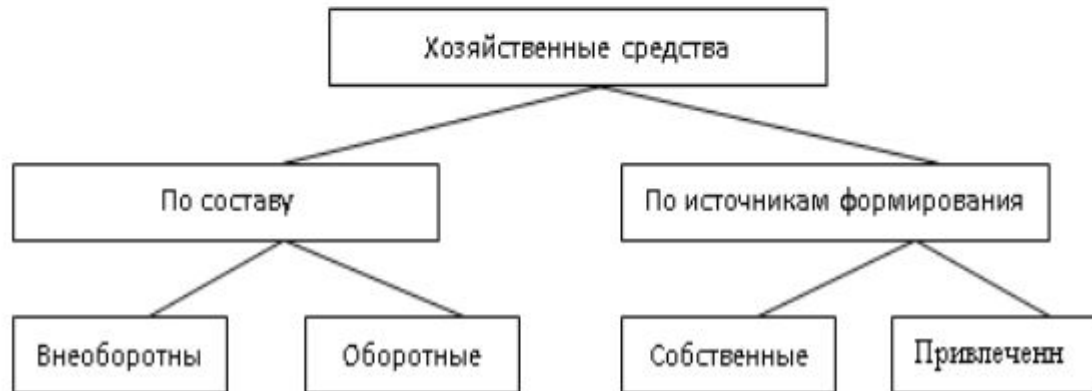 Хозяйственные средства
По составу
По источникам формирования
Внеоборотны
Оборотные
Собственные
Привлеченн